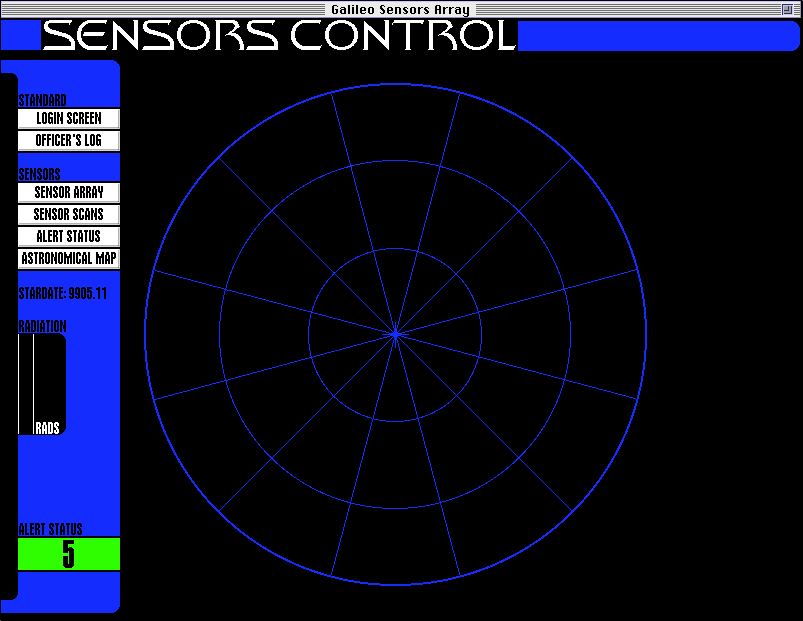 Galileo Sensors Array
SENSORS CONTROL
STANDARD
LOGIN SCREEN
OFFICER'S LOG
SENSORS
SENSOR ARRAY
SENSOR SCANS
ALERT STATUS
ASTRONOMICAL MAP
STARDATE: 9905.11
RADIATION
RADS
ALERT STATUS
5